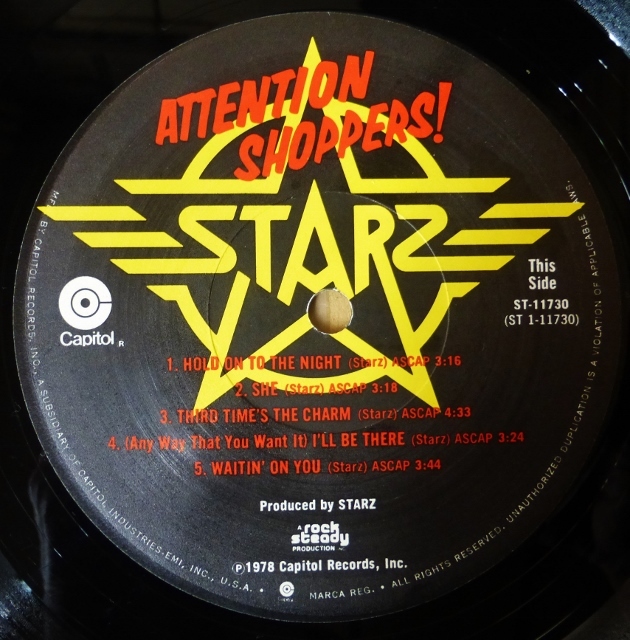 ATTENTION
SHOPPERS!
STARZ
This
Side
ST-11730
(ST 1-11730)
Capitol R
1. HOLD ON TO THE NIGHT (Starz) ASCAP 3:16
2. SHE (Starz) ASCAP 3:18
3. THIRD TIME'S THE CHARM (Starz) ASCAP 4:33
4. (Any Way That You Want It) I'LL BE THERE (Starz) ASCAP 3:24
5. WAITIN' ON YOU (Starz) ASCAP 3:44
Produced by STARZ
A rock
steady
PRODUCTION
Ⓟ1978 Capitol Records, Inc.
MFD. BY CAPITOL RECORDS, INC., A SUBSIDIARY OF CAPITOL INDUSTRIES-EMI, INC., U.S.A. • MARCA REG. • ALL RIGHTS RESERVED. UNAUTHORIZED DUPLICATION IS A VIOLATION OF APPLICABLE LAWS.